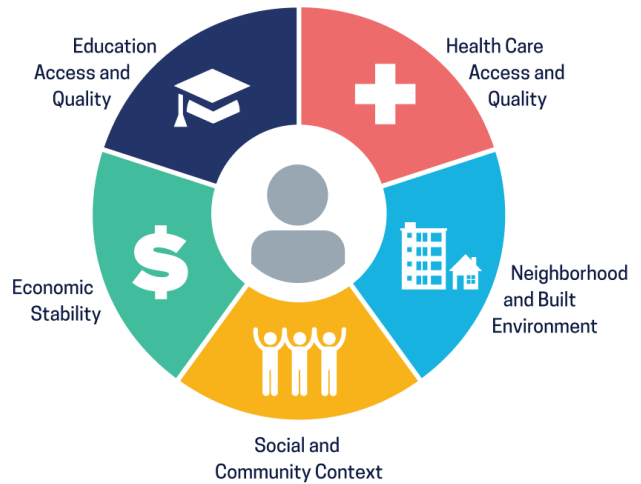 Education
Access and
Quality
Health Care
Access and
Quality
Economic
Stability
Neighborhood
and Built
Environment
Social and
Community Context